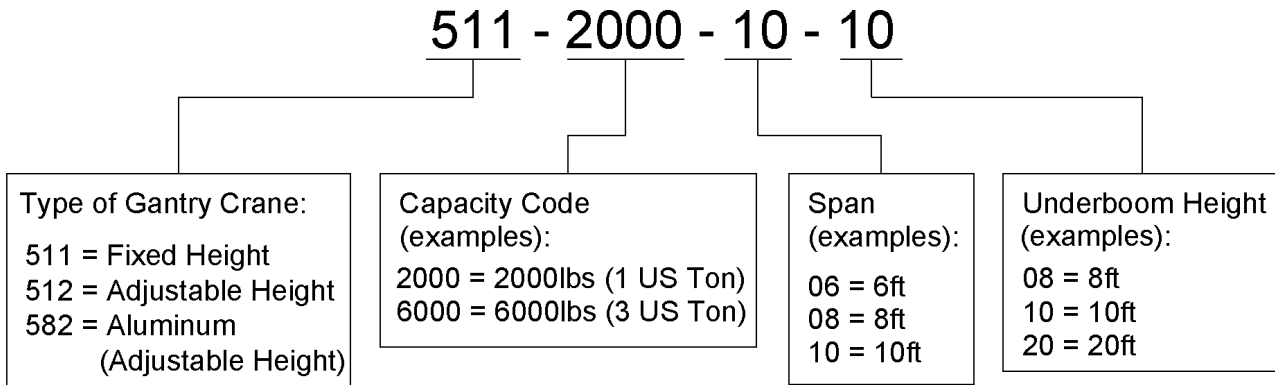 511 - 2000 - 10 - 10
Type of Gantry Crane:
511 = Fixed Height
512 = Adjustable Height
582 = Aluminum
(Adjustable Height)
Capacity Code
(examples):
2000 = 2000lbs (1 US Ton)
6000 = 6000lbs (3 US Ton)
Span
(examples):
06 = 6ft
08 = 8ft
10 = 10ft
Underboom Height
(examples):
08 = 8ft
10 = 10ft
20 = 20ft